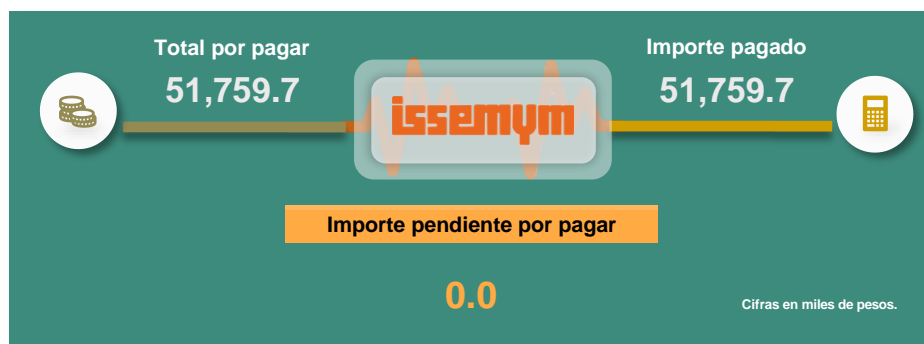 Total por pagar
51,759.7
Importe pagado
51,759.7
issemym
Importe pendiente por pagar
0.0
Cifras en miles de pesos.